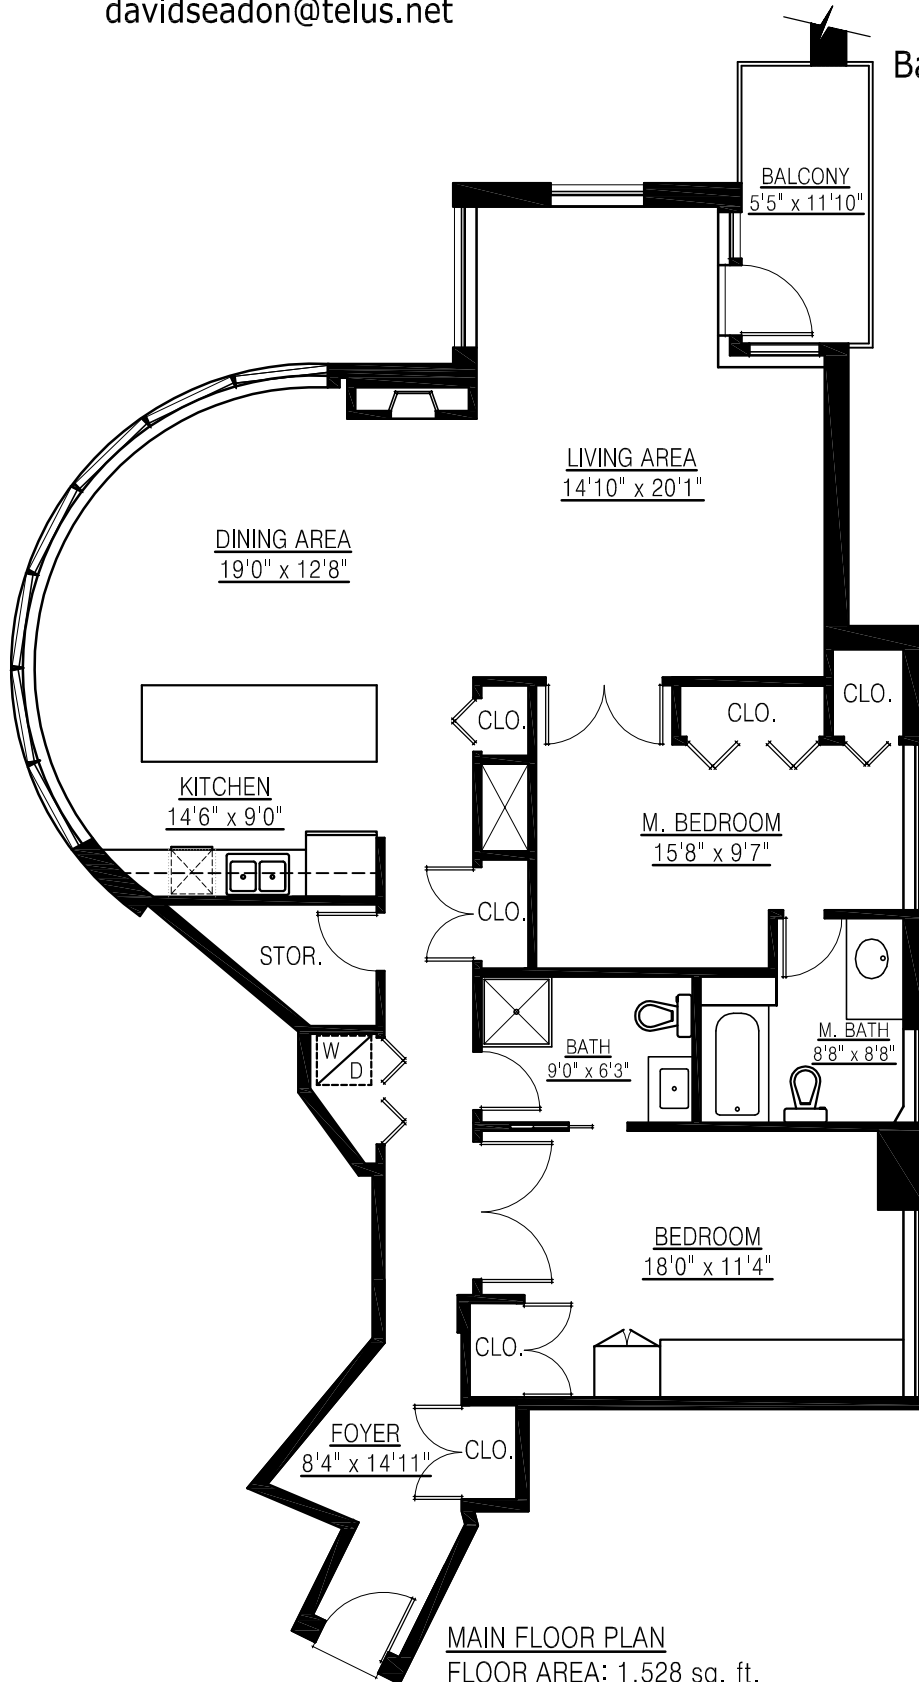 davidseadon@telus.net
BALCONY
5'5" x 11'10"
LIVING AREA
14'10" x 20'1"
DINING AREA
19'0" x 12'8"
CLO.
CLO.
CLO.
KITCHEN
14'6" x 9'0"
M. BEDROOM
15'8" x 9'7"
CLO.
STOR.
W
D
BATH
9'0" x 6'3"
M. BATH
8'8" x 8'8"
BEDROOM
18'0" x 11'4"
CLO.
FOYER
8'4" x 14'11"
CLO.
MAIN FLOOR PLAN
FLOOR AREA: 1,528 sq. ft.